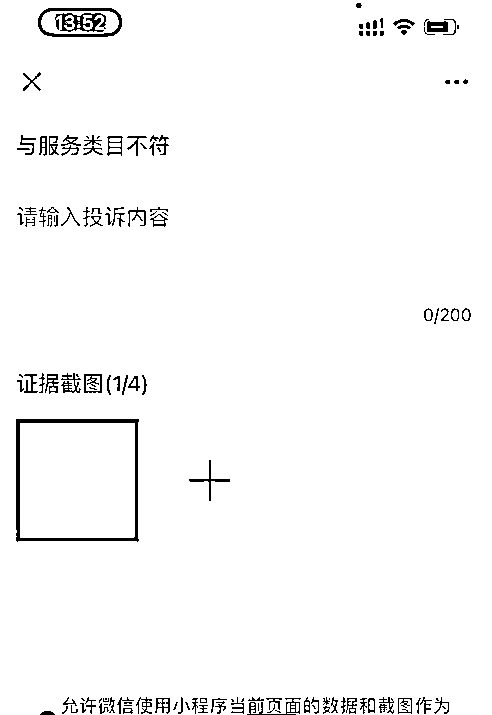 13:52
与服务类目不符
请输入投诉内容
0/200
证据截图(1/4)
允许微信使用小程序当前页面的数据和截图作为